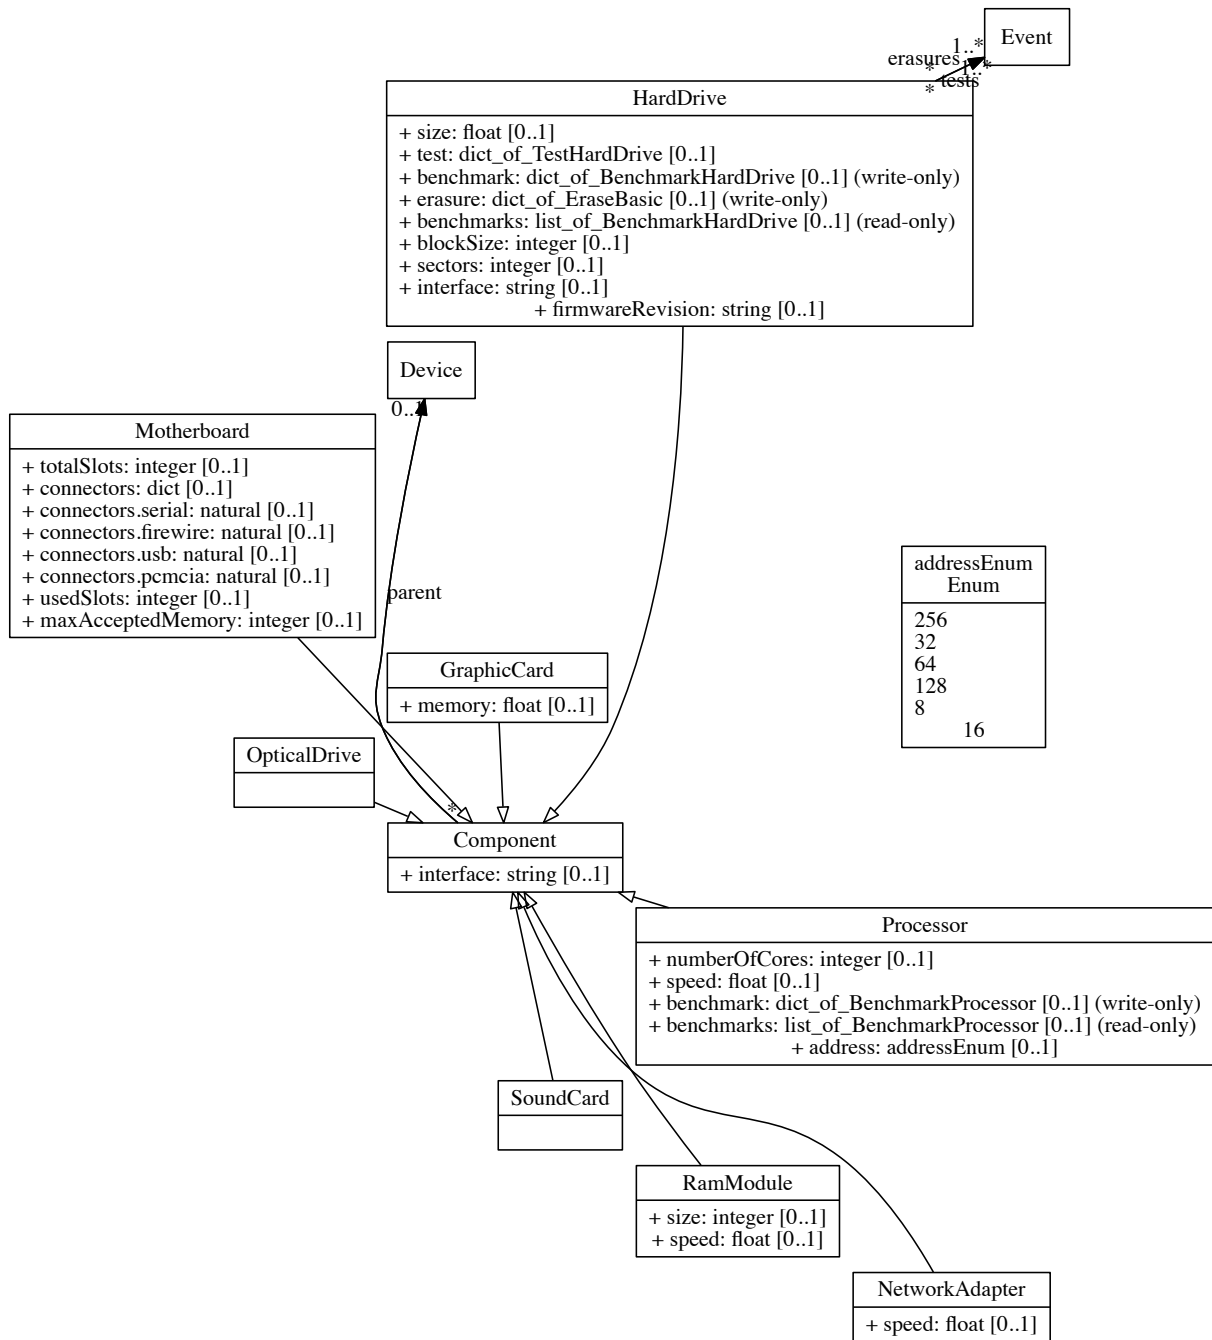 Event
1..*
erasures
*
1..*
tests
*
HardDrive
+ size: float [0..1]
+ test: dict_of_TestHardDrive [0..1]
+ benchmark: dict_of_BenchmarkHardDrive [0..1] (write-only)
+ erasure: dict_of_EraseBasic [0..1] (write-only)
+ benchmarks: list_of_BenchmarkHardDrive [0..1] (read-only)
+ blockSize: integer [0..1]
+ sectors: integer [0..1]
+ interface: string [0..1]
+ firmwareRevision: string [0..1]
Device
0..1
Motherboard
+ totalSlots: integer [0..1]
+ connectors: dict [0..1]
+ connectors.serial: natural [0..1]
+ connectors.firewire: natural [0..1]
+ connectors.usb: natural [0..1]
+ connectors.pcmcia: natural [0..1]
+ usedSlots: integer [0..1]
+ maxAcceptedMemory: integer [0..1]
parent
addressEnum
Enum
256
32
64
128
8
16
GraphicCard
+ memory: float [0..1]
OpticalDrive
*
Component
+ interface: string [0..1]
Processor
+ numberOfCores: integer [0..1]
+ speed: float [0..1]
+ benchmark: dict_of_BenchmarkProcessor [0..1] (write-only)
+ benchmarks: list_of_BenchmarkProcessor [0..1] (read-only)
+ address: addressEnum [0..1]
SoundCard
RamModule
+ size: integer [0..1]
+ speed: float [0..1]
NetworkAdapter
+ speed: float [0..1]